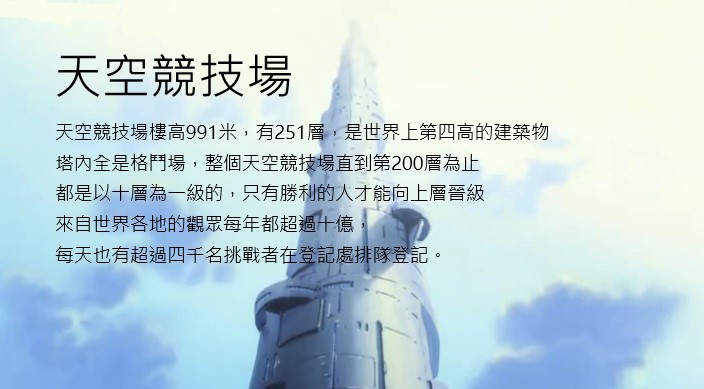 天空競技場
天空競技場樓高991米，有251層，是世界上第四高的建築物
塔內全是格鬥場，整個天空競技場直到第200層為止
都是以十層為一級的，只有勝利的人才能向上層晉級
來自世界各地的觀眾每年都超過十億，
每天也有超過四千名挑戰者在登記處排隊登記。